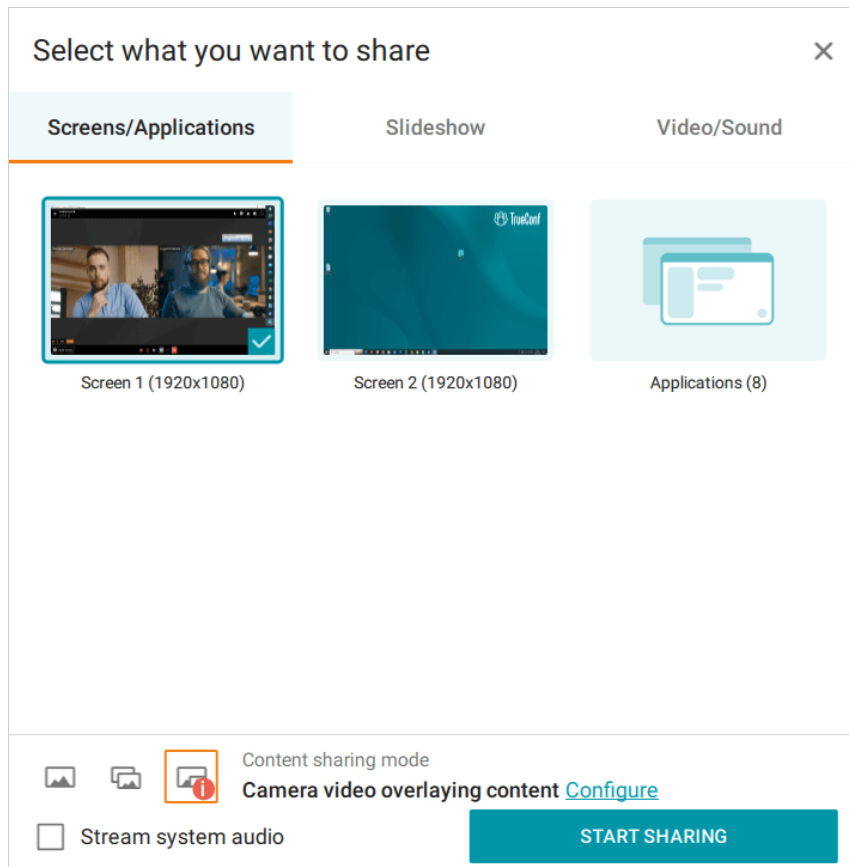 Select what you want to share
Screens/Applications
Slideshow
Video/Sound
TrueConf
Screen 1 (1920x1080)
Screen 2 (1920x1080)
Applications (8)
Content sharing mode
Camera video overlaying content Configure
Stream system audio
START SHARING